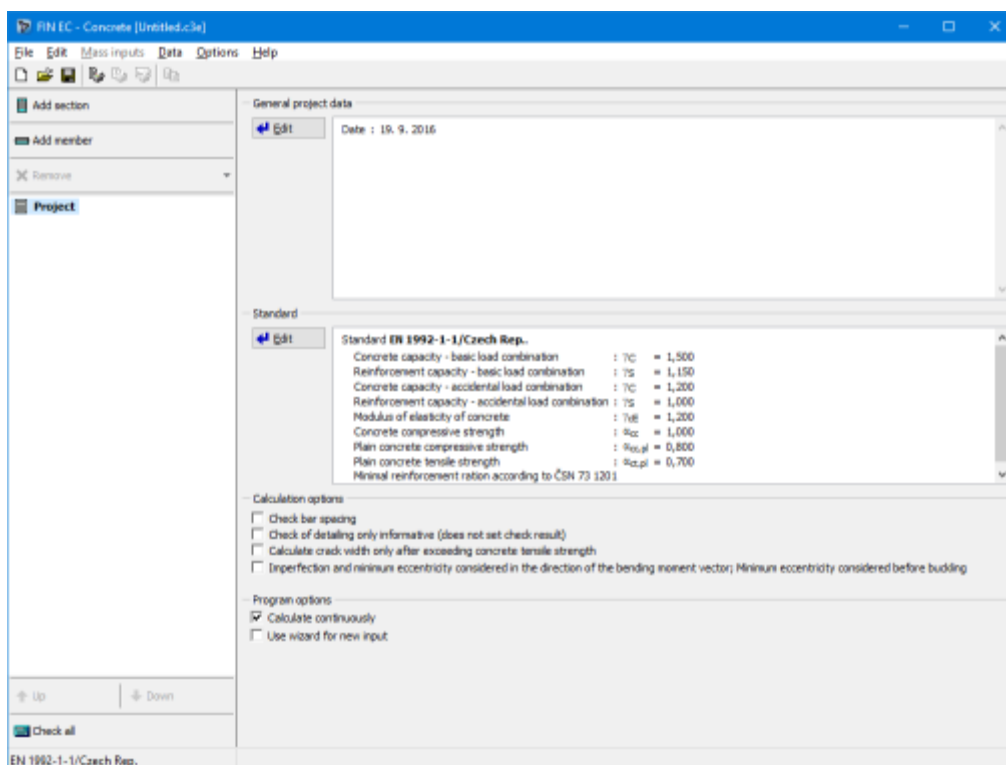 FIN EC - Concrete [Untitled.c3e]
File Edit Mass inputs Data Options Help
Add section
Add member
Remove
Project
Up Down
Check all
General project data
Edit
Date : 19. 9. 2016
Standard
Edit
Standard EN 1992-1-1/Czech Rep..
Concrete capacity - basic load combination : γC = 1,500
Reinforcement capacity - basic load combination : γS = 1,150
Concrete capacity - accidental load combination : γC = 1,200
Reinforcement capacity - accidental load combination : γS = 1,000
Modulus of elasticity of concrete : γcE = 1,200
Concrete compressive strength : αcc = 1,000
Plain concrete compressive strength : αcc,pl = 0,800
Plain concrete tensile strength : αct,pl = 0,700
Minimal reinforcement ration according to ČSN 73 1201
Calculation options
Check bar spacing
Check of detailing only informative (does not set check result)
Calculate crack width only after exceeding concrete tensile strength
Imperfection and minimum eccentricity considered in the direction of the bending moment vector; Minimum eccentricity considered before buckling
Program options
Calculate continuously
Use wizard for new input
EN 1992-1-1/Czech Rep.